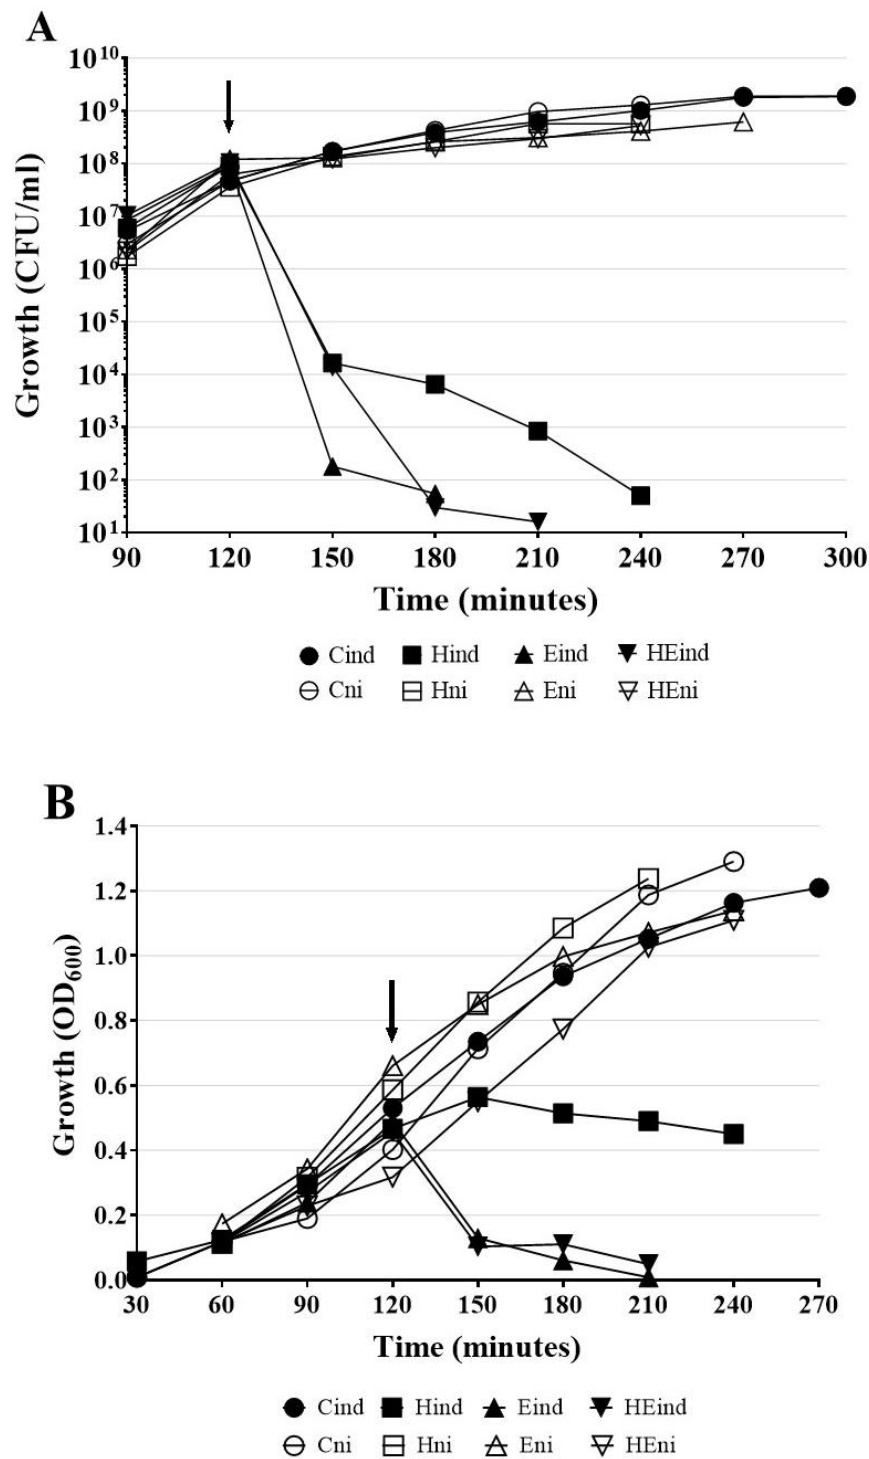 A
10^10
10^9
10^8
10^7
10^6
10^5
10^4
10^3
10^2
10^1
Growth (CFU/ml)
90 120 150 180 210 240 270 300
Time (minutes)
Cind Hind Eind HEind
Cni Hni Eni HEni
B
1.4
1.2
1.0
0.8
0.6
0.4
0.2
0.0
Growth (OD600)
30 60 90 120 150 180 210 240 270
Time (minutes)
Cind Hind Eind HEind
Cni Hni Eni HEni